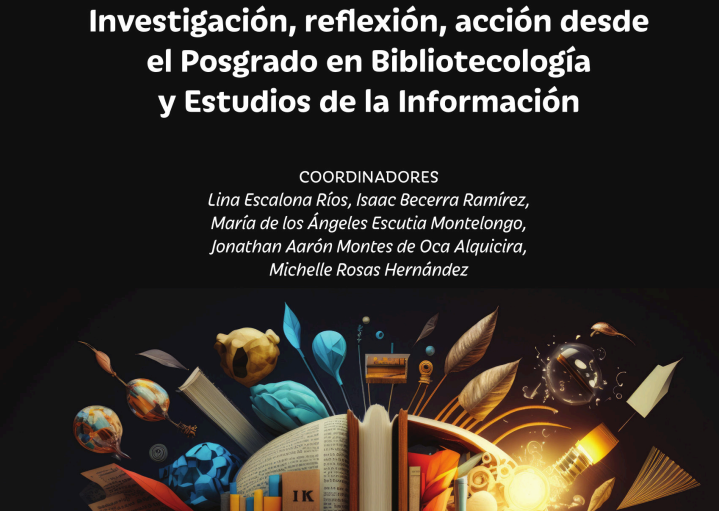 Investigación, reflexión, acción desde
el Posgrado en Bibliotecología
y Estudios de la Información
COORDINADORES
Lina Escalona Ríos, Isaac Becerra Ramírez,
María de los Ángeles Escutia Montelongo,
Jonathan Aarón Montes de Oca Alquicira,
Michelle Rosas Hernández
IK